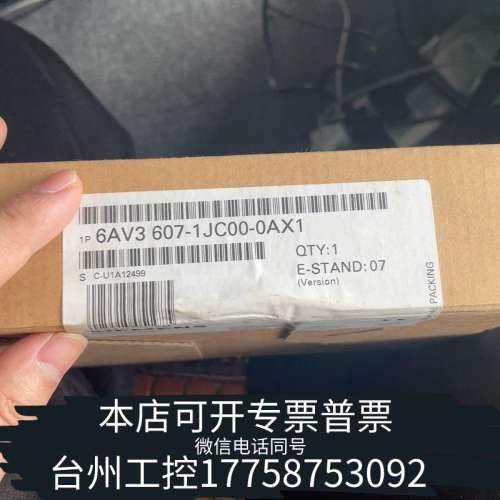 1P 6AV3 607-1JC00-0AX1
QTY:1
S C-U1A12499
E-STAND: 07
(Version)
PACKING
本店可开专票普票
微信电话同号
台州工控17758753092